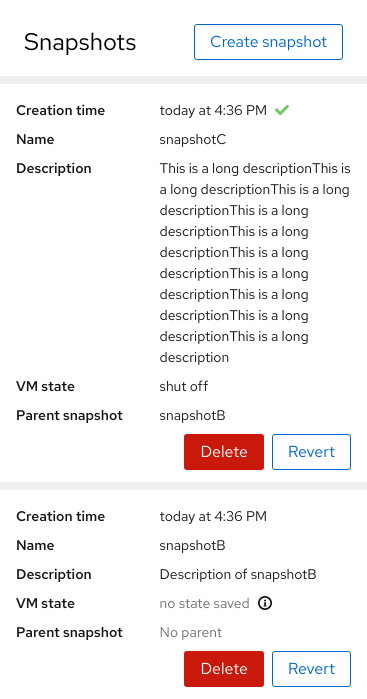 Snapshots Create snapshot
Creation time today at 4:36 PM
Name snapshotC
Description This is a long descriptionThis is
a long descriptionThis is a long
descriptionThis is a long
descriptionThis is a long
descriptionThis is a long
descriptionThis is a long
descriptionThis is a long
descriptionThis is a long
descriptionThis is a long
description
VM state shut off
Parent snapshot snapshotB
Delete Revert
Creation time today at 4:36 PM
Name snapshotB
Description Description of snapshotB
VM state no state saved
Parent snapshot No parent
Delete Revert